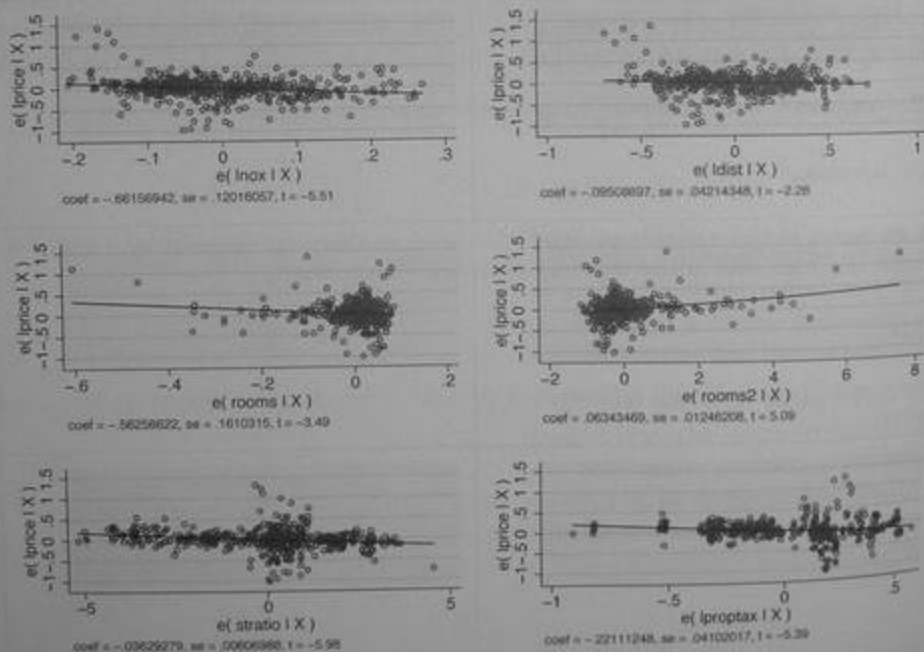 e( lprice | X )
-1 -.5 0 .5 1 1.5
-.2 -.1 0 .1 .2 .3
e( lnox | X )
coef = -.66156942, se = .12016057, t = -5.51
e( lprice | X )
-1 -.5 0 .5 1 1.5
-1 -.5 0 .5 1
e( ldist | X )
coef = -.09508697, se = .04214348, t = -2.26
e( lprice | X )
-1 -.5 0 .5 1 1.5
-.6 -.4 -.2 0 .2
e( rooms | X )
coef = -.56256622, se = .1610315, t = -3.49
e( lprice | X )
-1 -.5 0 .5 1 1.5
-2 0 2 4 6 8
e( rooms2 | X )
coef = .06343469, se = .01246208, t = 5.09
e( lprice | X )
-1 -.5 0 .5 1 1.5
-5 0 5
e( stratio | X )
coef = -.03629279, se = .00606988, t = -5.98
e( lprice | X )
-1 -.5 0 .5 1 1.5
-1 -.5 0 .5
e( lproptax | X )
coef = -.22111248, se = .04102017, t = -5.39